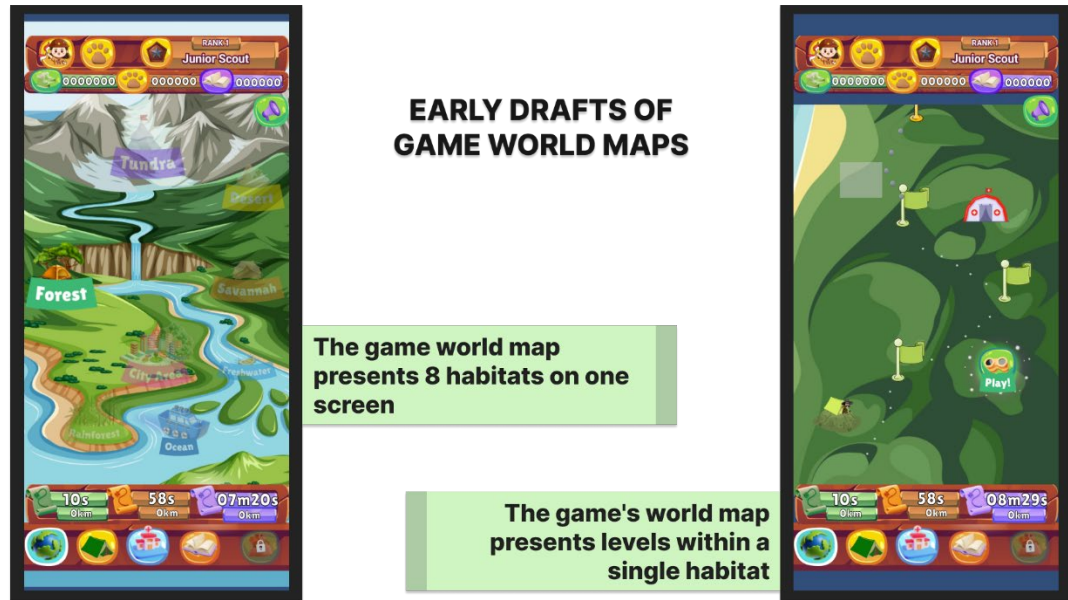 RANK 1
Junior Scout
0000000
000000
000000
Tundra
Desert
Forest
Savannah
City Area
Freshwater
Rainforest
Ocean
10s
58s
07m20s
0km
0km
0km
EARLY DRAFTS OF
GAME WORLD MAPS
The game world map
presents 8 habitats on one
screen
The game's world map
presents levels within a
single habitat
RANK 1
Junior Scout
0000000
000000
000000
Play!
10s
58s
08m29s
0km
0km
0km